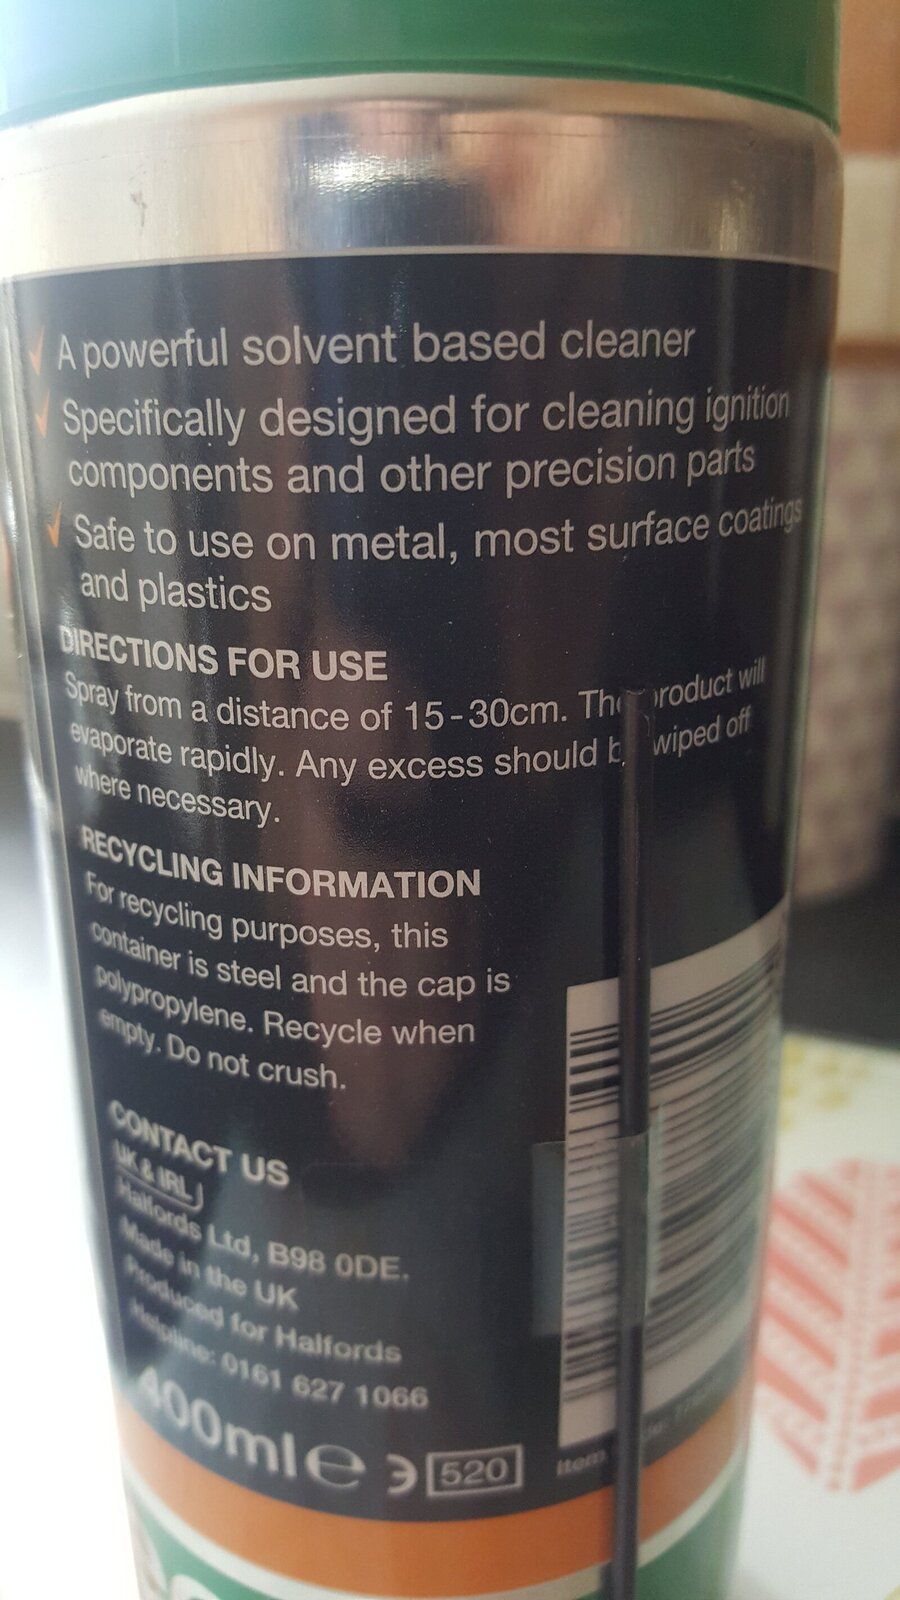 A powerful solvent based cleaner
Specifically designed for cleaning ignition
components and other precision parts
Safe to use on metal, most surface coatings
and plastics
DIRECTIONS FOR USE
Spray from a distance of 15-30cm. The product will
evaporate rapidly. Any excess should be wiped off
where necessary.
RECYCLING INFORMATION
For recycling purposes, this
container is steel and the cap is
polypropylene. Recycle when
empty. Do not crush.
CONTACT US
UK & IRL
Halfords Ltd, B98 0DE.
Made in the UK
Produced for Halfords
Helpline: 0161 627 1066
400ml e 3 520
Item